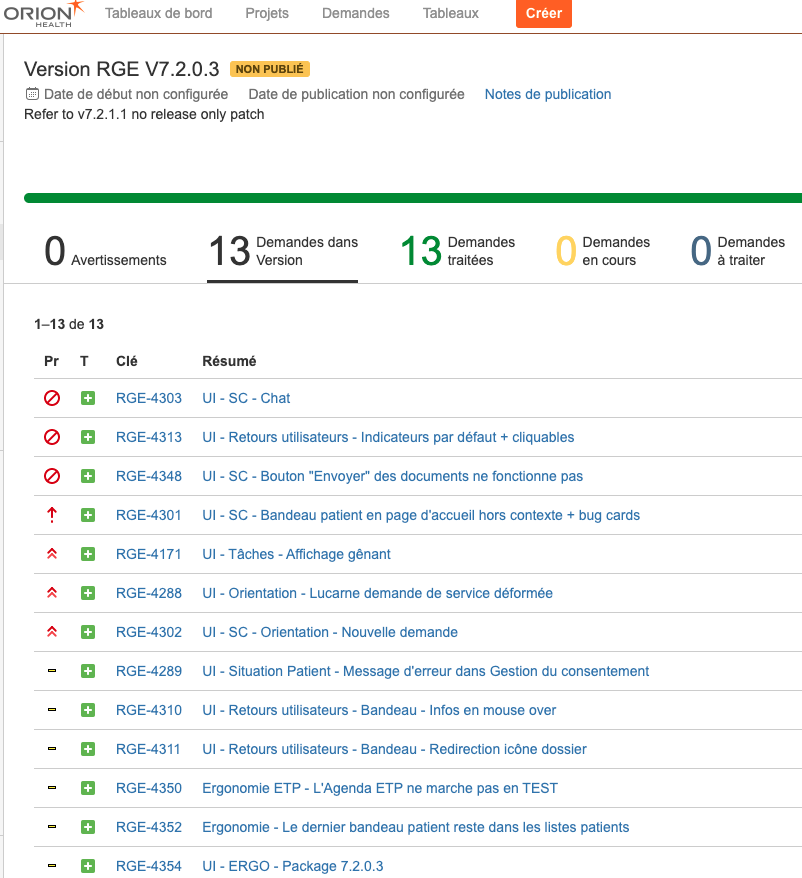 ORION
HEALTH
Tableaux de bord Projets Demandes Tableaux Créer
Version RGE V7.2.0.3 NON PUBLIÉ
Date de début non configurée Date de publication non configurée Notes de publication
Refer to v7.2.1.1 no release only patch
0 Avertissements
13 Demandes dans Version
13 Demandes traitées
0 Demandes en cours
0 Demandes à traiter
1–13 de 13
Pr T Clé Résumé
RGE-4303 UI - SC - Chat
RGE-4313 UI - Retours utilisateurs - Indicateurs par défaut + cliquables
RGE-4348 UI - SC - Bouton "Envoyer" des documents ne fonctionne pas
RGE-4301 UI - SC - Bandeau patient en page d'accueil hors contexte + bug cards
RGE-4171 UI - Tâches - Affichage gênant
RGE-4288 UI - Orientation - Lucarne demande de service déformée
RGE-4302 UI - SC - Orientation - Nouvelle demande
RGE-4289 UI - Situation Patient - Message d'erreur dans Gestion du consentement
RGE-4310 UI - Retours utilisateurs - Bandeau - Infos en mouse over
RGE-4311 UI - Retours utilisateurs - Bandeau - Redirection icône dossier
RGE-4350 Ergonomie ETP - L'Agenda ETP ne marche pas en TEST
RGE-4352 Ergonomie - Le dernier bandeau patient reste dans les listes patients
RGE-4354 UI - ERGO - Package 7.2.0.3